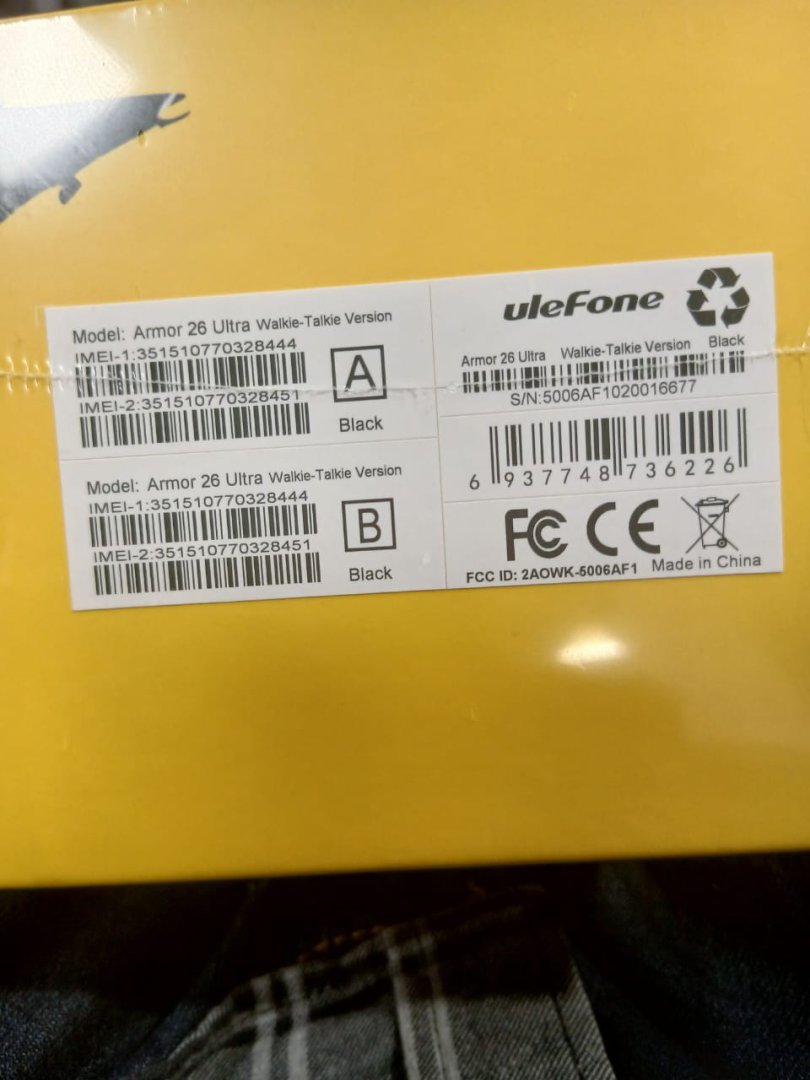 Model: Armor 26 Ultra Walkie-Talkie Version
IMEI-1:351510770328444
IMEI-2:351510770328451
A
Black
Model: Armor 26 Ultra Walkie-Talkie Version
IMEI-1:351510770328444
IMEI-2:351510770328451
B
Black
uleFone
Armor 26 Ultra Walkie-Talkie Version Black
S/N:5006AF1020016677
6 937748 736226
FC CE
FCC ID: 2AOWK-5006AF1 Made in China